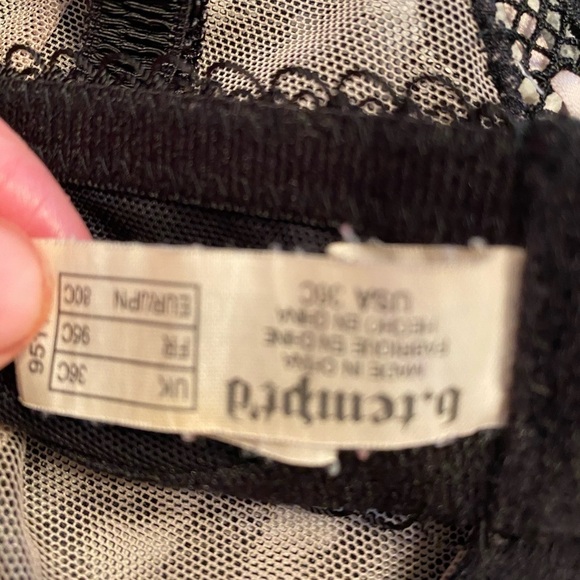 b.tempt'd
MADE IN CHINA
FABRIQUE EN CHINE
HECHO EN CHINA
USA 36C
UK 36C
FR 95C
EUR/JPN 80C